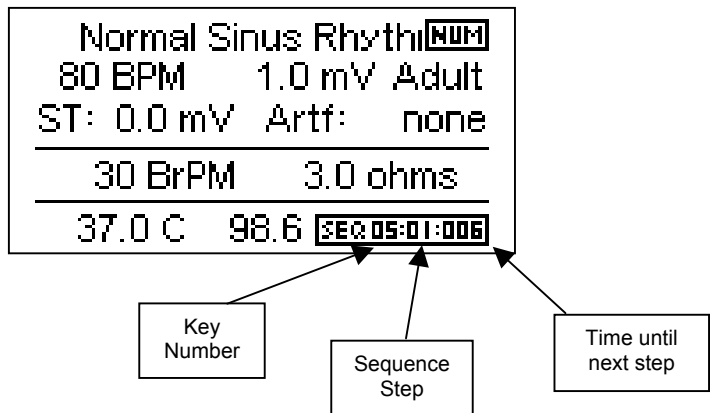 Normal Sinus Rhythm NUM
80 BPM 1.0 mV Adult
ST: 0.0 mV Artf: none
30 BrPM 3.0 ohms
37.0 C 98.6 SEQ 05:01:006
Key
Number
Sequence
Step
Time until
next step